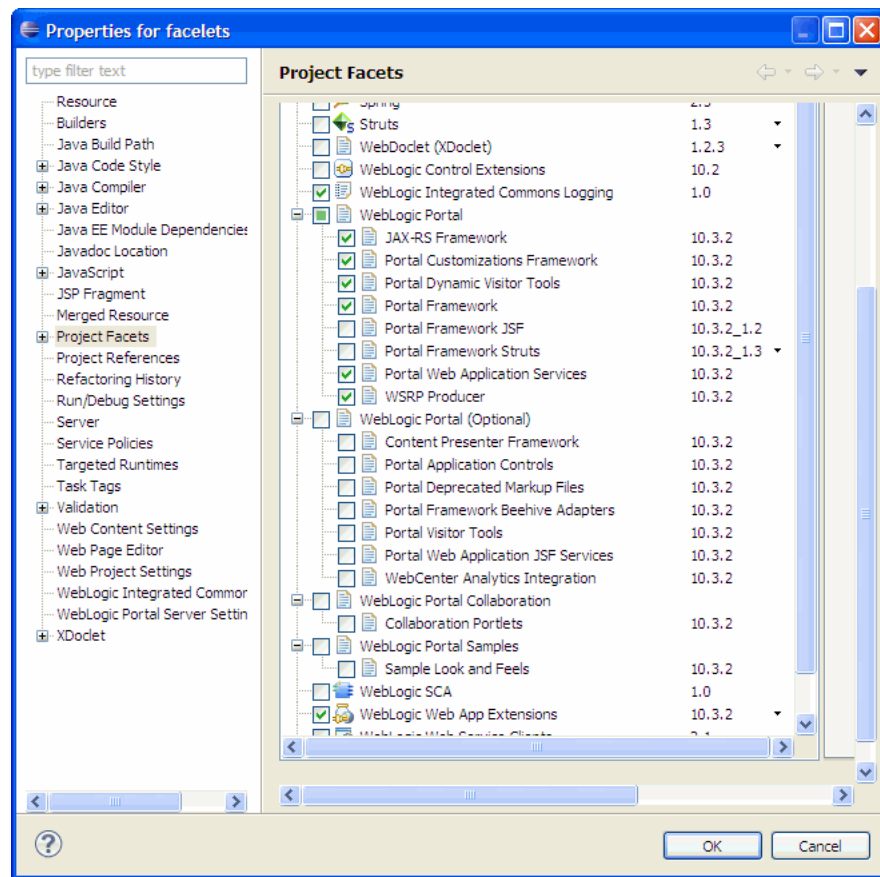 Properties for facelets
type filter text
Resource
Builders
Java Build Path
Java Code Style
Java Compiler
Java Editor
Java EE Module Dependencies
Javadoc Location
JavaScript
JSP Fragment
Merged Resource
Project Facets
Project References
Refactoring History
Run/Debug Settings
Server
Service Policies
Targeted Runtimes
Task Tags
Validation
Web Content Settings
Web Page Editor
Web Project Settings
WebLogic Integrated Commor
WebLogic Portal Server Settin
XDoclet
Project Facets
Spring 2.5
Struts 1.3
WebDoclet (XDoclet) 1.2.3
WebLogic Control Extensions 10.2
WebLogic Integrated Commons Logging 1.0
WebLogic Portal
JAX-RS Framework 10.3.2
Portal Customizations Framework 10.3.2
Portal Dynamic Visitor Tools 10.3.2
Portal Framework 10.3.2
Portal Framework JSF 10.3.2_1.2
Portal Framework Struts 10.3.2_1.3
Portal Web Application Services 10.3.2
WSRP Producer 10.3.2
WebLogic Portal (Optional)
Content Presenter Framework 10.3.2
Portal Application Controls 10.3.2
Portal Deprecated Markup Files 10.3.2
Portal Framework Beehive Adapters 10.3.2
Portal Visitor Tools 10.3.2
Portal Web Application JSF Services 10.3.2
WebCenter Analytics Integration 10.3.2
WebLogic Portal Collaboration
Collaboration Portlets 10.3.2
WebLogic Portal Samples
Sample Look and Feels 10.3.2
WebLogic SCA 1.0
WebLogic Web App Extensions 10.3.2
WebLogic Web Service Clients
OK
Cancel